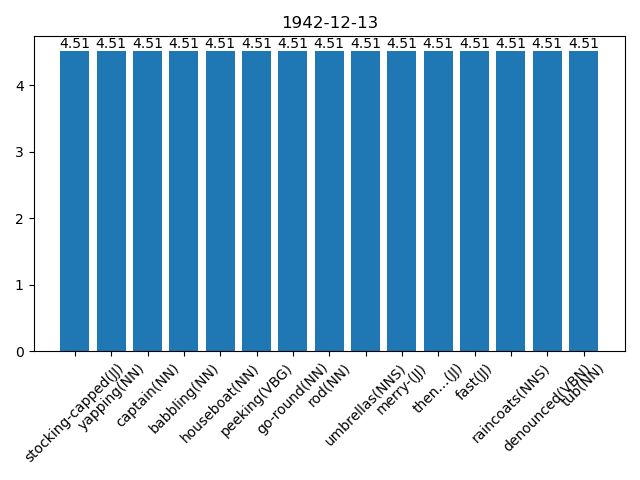 1942-12-13
4.51 4.51 4.51 4.51 4.51 4.51 4.51 4.51 4.51 4.51 4.51 4.51 4.51 4.51 4.51
4
3
2
1
0
stocking-capped(JJ)
yapping(NN)
captain(NN)
babbling(NN)
houseboat(NN)
peeking(VBG)
go-round(NN)
rod(NN)
umbrellas(NNS)
merry-(JJ)
then...(JJ)
fast(JJ)
raincoats(NNS)
denounced(VBN)
tub(NN)